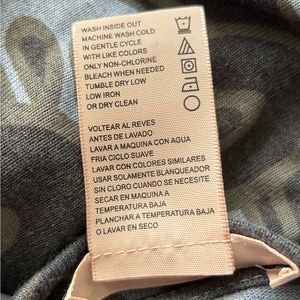 WASH INSIDE OUT
MACHINE WASH COLD
IN GENTLE CYCLE
WITH LIKE COLORS
ONLY NON-CHLORINE
BLEACH WHEN NEEDED
TUMBLE DRY LOW
LOW IRON
OR DRY CLEAN
VOLTEAR AL REVES
ANTES DE LAVADO
LAVAR A MAQUINA CON AGUA
FRIA CICLO SUAVE
LAVAR CON COLORES SIMILARES
USAR SOLAMENTE BLANQUEADOR
SIN CLORO CUANDO SE NECESITE
SECAR EN MAQUINA A
TEMPERATURA BAJA
PLANCHAR A TEMPERATURA BAJA
O LAVAR EN SECO